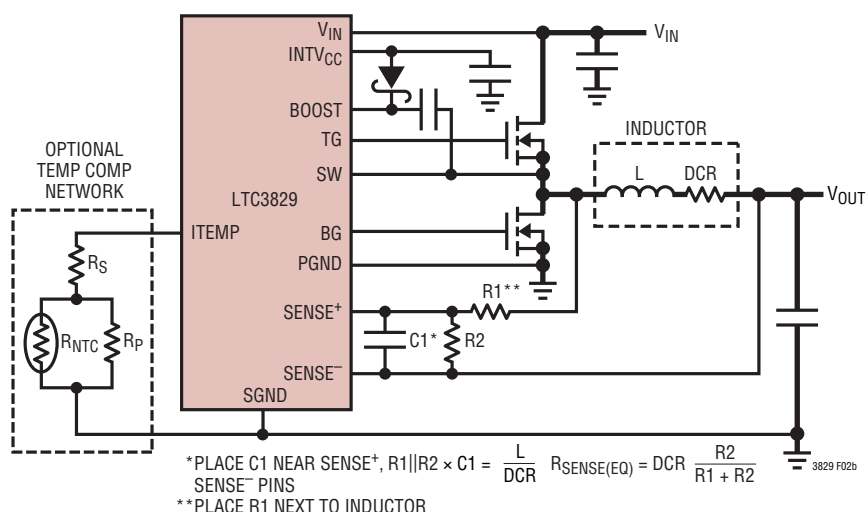 V_IN
INTV_CC
BOOST
TG
SW
LTC3829
ITEMP
BG
PGND
SENSE+
SENSE−
SGND
V_IN
INDUCTOR
L
DCR
V_OUT
OPTIONAL
TEMP COMP
NETWORK
R_S
R_NTC
R_P
R1**
C1*
R2
*PLACE C1 NEAR SENSE+, R1||R2 × C1 = L / DCR R_SENSE(EQ) = DCR R2 / R1 + R2
SENSE− PINS
**PLACE R1 NEXT TO INDUCTOR
3829 F02b